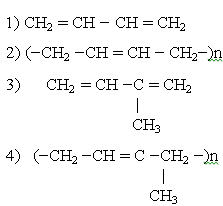 1) CH₂ = CH − CH = CH₂
2) (−CH₂ −CH = CH − CH₂−)n
3) CH₂ = CH − C = CH₂
|
CH₃
4) (−CH₂ −CH = C −CH₂ −)n
|
CH₃